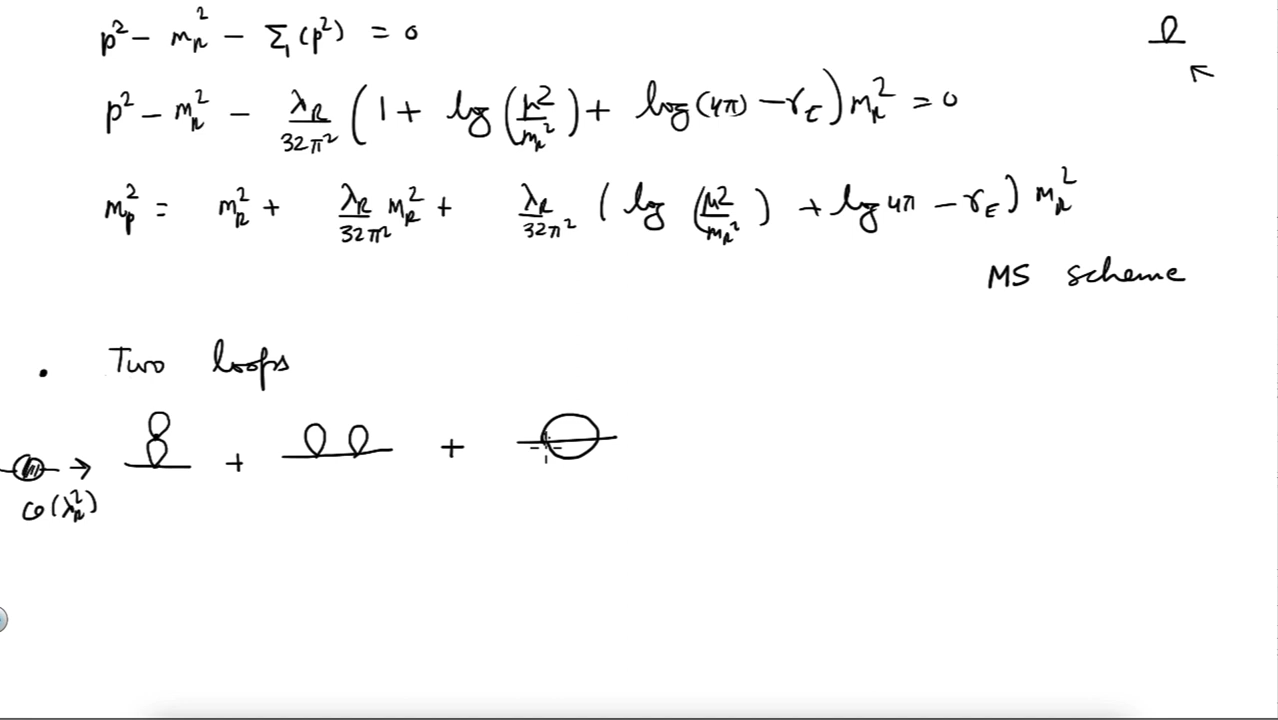 p² - m_R² - Σ₁(p²) = 0
p² - m_R² - λ_R/32π² (1 + log(μ²/m_R²) + log(4π) - γ_E) m_R² = 0
m_p² = m_R² + λ_R/32π² m_R² + λ_R/32π² (log(μ²/m_R²) + log 4π - γ_E) m_R²
MS scheme
• Two loops
→ + +
O(λ_R²)